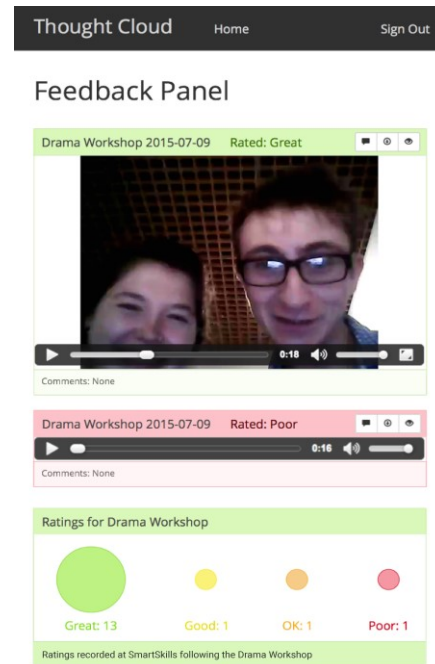 Thought Cloud Home Sign Out
Feedback Panel
Drama Workshop 2015-07-09 Rated: Great
0:18
Comments: None
Drama Workshop 2015-07-09 Rated: Poor
0:16
Comments: None
Ratings for Drama Workshop
Great: 13 Good: 1 OK: 1 Poor: 1
Ratings recorded at SmartSkills following the Drama Workshop